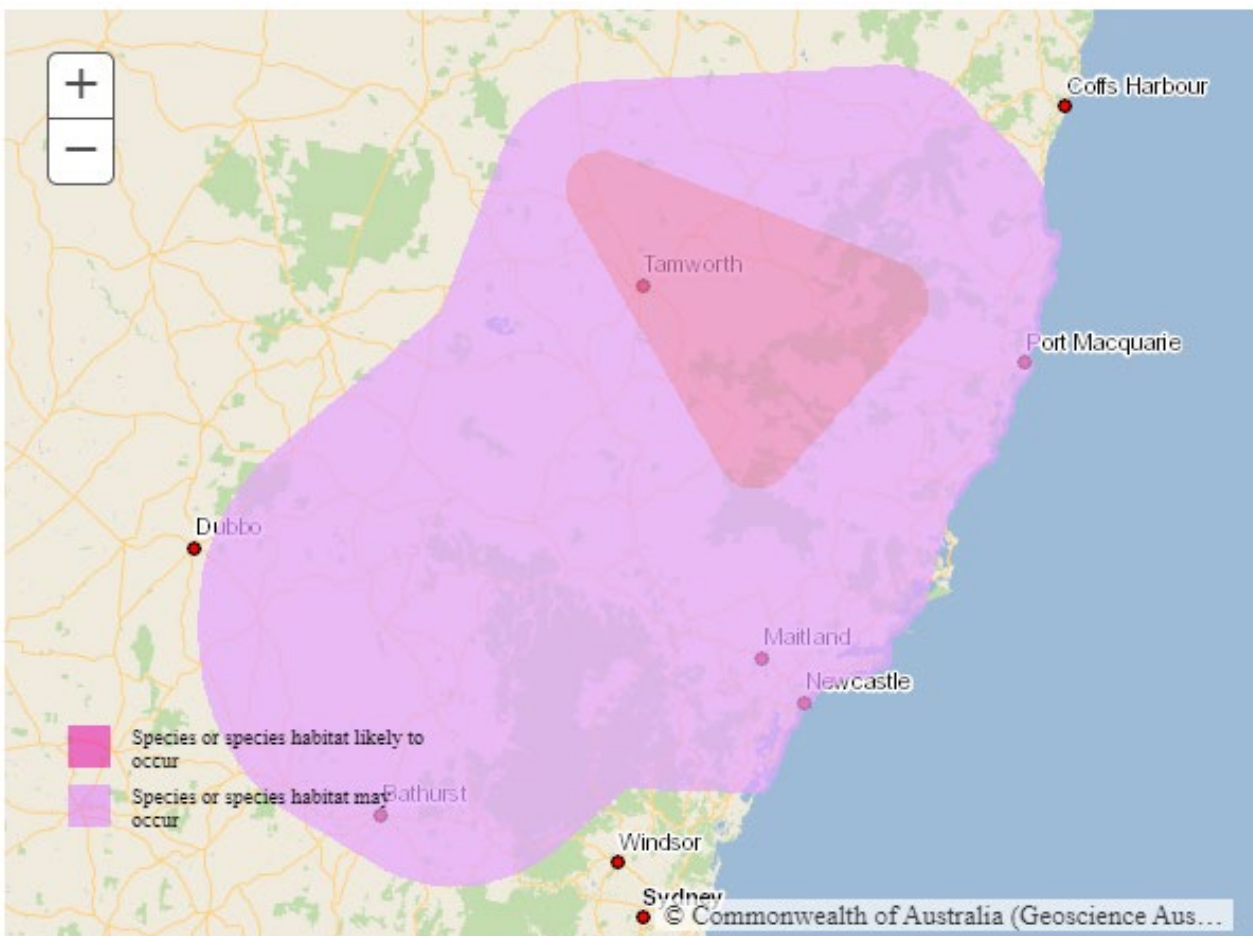 +
−
Coffs Harbour
Tamworth
Port Macquarie
Dubbo
Maitland
Newcastle
Species or species habitat likely to
occur
Species or species habitat may
occur
Bathurst
Windsor
Sydney
© Commonwealth of Australia (Geoscience Aus…